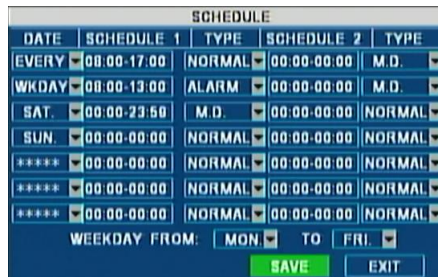 SCHEDULE
DATE SCHEDULE 1 TYPE SCHEDULE 2 TYPE
EVERY 08:00-17:00 NORMAL 00:00-00:00 M.D.
WKDAY 08:00-13:00 ALARM 00:00-00:00 M.D.
SAT. 00:00-23:50 M.D. 00:00-00:00 NORMAL
SUN. 00:00-00:00 NORMAL 00:00-00:00 NORMAL
***** 00:00-00:00 NORMAL 00:00-00:00 NORMAL
***** 00:00-00:00 NORMAL 00:00-00:00 NORMAL
***** 00:00-00:00 NORMAL 00:00-00:00 NORMAL
WEEKDAY FROM: MON. TO FRI.
SAVE EXIT